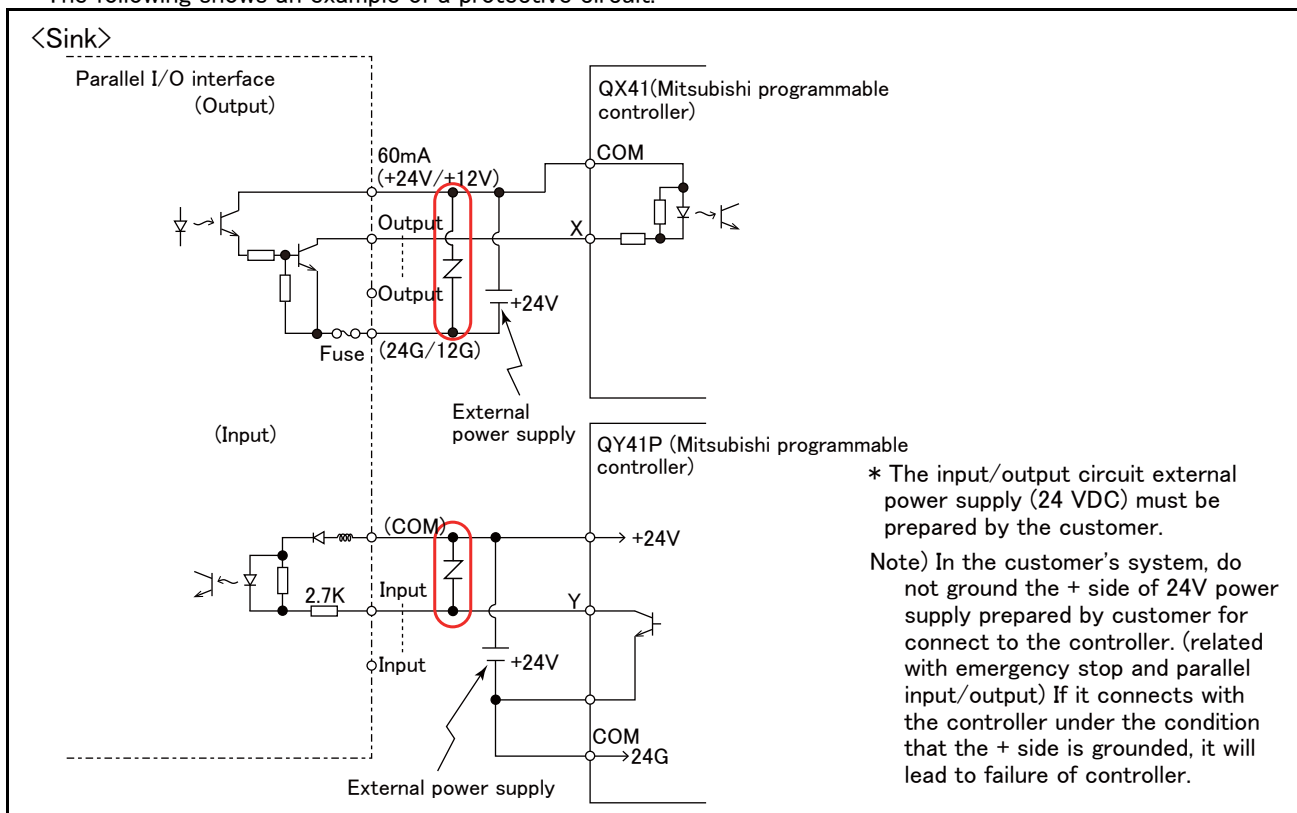 The following shows an example of a protective circuit.
<Sink>
Parallel I/O interface
(Output)
QX41(Mitsubishi programmable
controller)
60mA
(+24V/+12V)
COM
Output
X
Output
+24V
Fuse
(24G/12G)
External
power supply
(Input)
QY41P (Mitsubishi programmable
controller)
(COM)
+24V
2.7K
Input
Y
Input
+24V
COM
24G
External power supply
* The input/output circuit external
power supply (24 VDC) must be
prepared by the customer.
Note) In the customer's system, do
not ground the + side of 24V power
supply prepared by customer for
connect to the controller. (related
with emergency stop and parallel
input/output) If it connects with
the controller under the condition
that the + side is grounded, it will
lead to failure of controller.